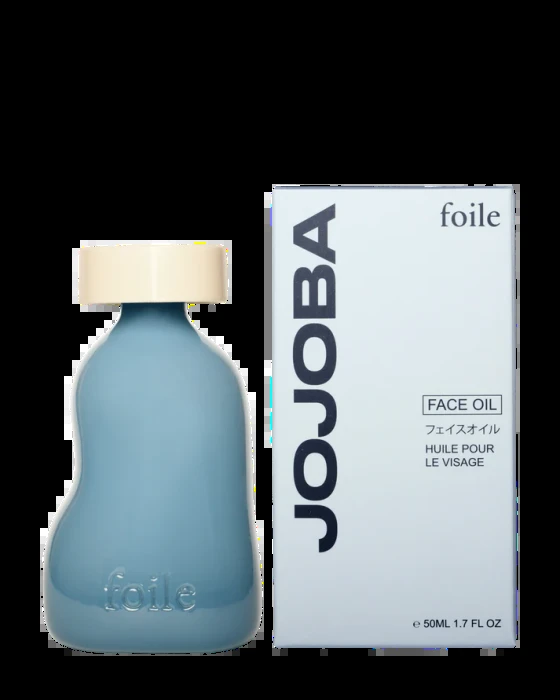 foile
JOJOBA
FACE OIL
フェイスオイル
HUILE POUR
LE VISAGE
℮ 50ML 1.7 FL OZ
foile